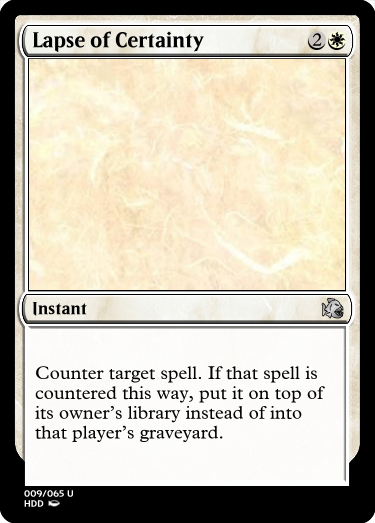 Lapse of Certainty 2
Instant
Counter target spell. If that spell is
countered this way, put it on top of
its owner's library instead of into
that player's graveyard.
009/065 U
HDD